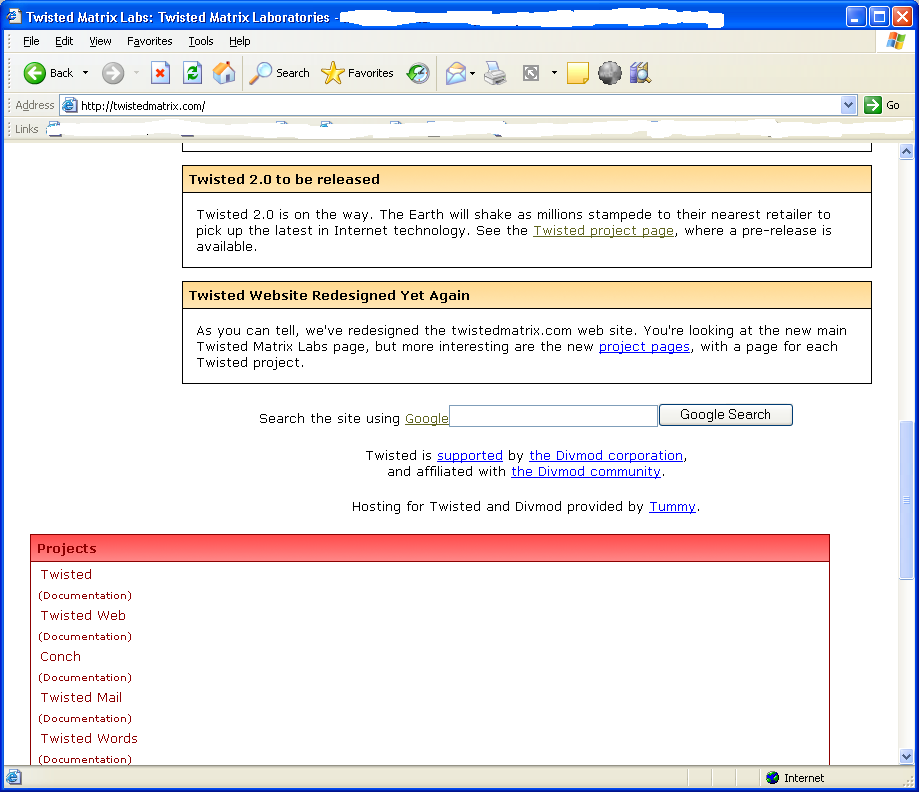 Twisted Matrix Labs: Twisted Matrix Laboratories -
File Edit View Favorites Tools Help
Back Search Favorites
Address http://twistedmatrix.com/ Go
Links
Twisted 2.0 to be released
Twisted 2.0 is on the way. The Earth will shake as millions stampede to their nearest retailer to
pick up the latest in Internet technology. See the Twisted project page, where a pre-release is
available.
Twisted Website Redesigned Yet Again
As you can tell, we've redesigned the twistedmatrix.com web site. You're looking at the new main
Twisted Matrix Labs page, but more interesting are the new project pages, with a page for each
Twisted project.
Search the site using Google Google Search
Twisted is supported by the Divmod corporation,
and affiliated with the Divmod community.
Hosting for Twisted and Divmod provided by Tummy.
Projects
Twisted
(Documentation)
Twisted Web
(Documentation)
Conch
(Documentation)
Twisted Mail
(Documentation)
Twisted Words
(Documentation)
Internet